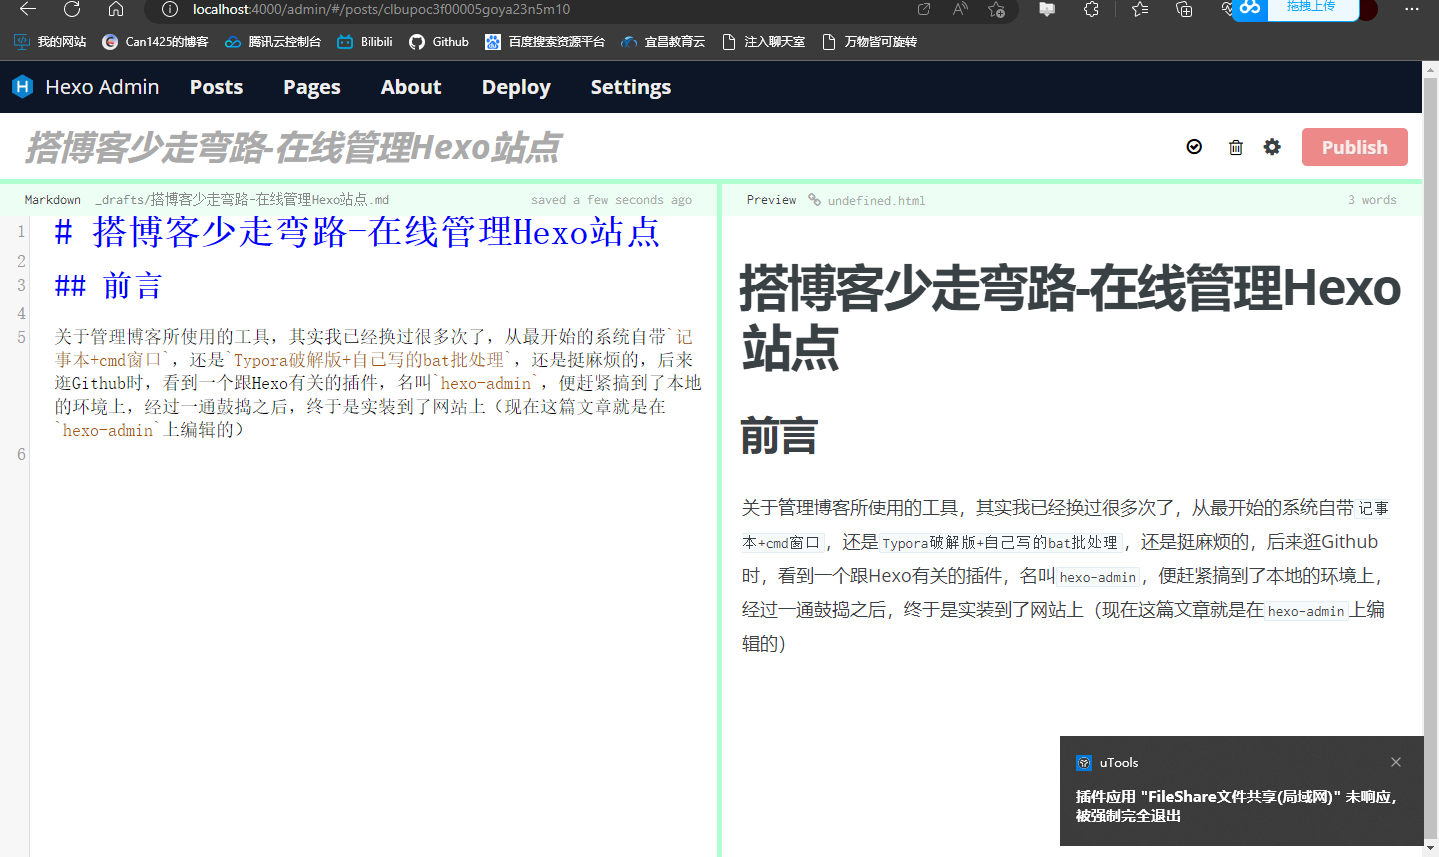 localhost:4000/admin/#/posts/clbupoc3f00005goya23n5m10
拖拽上传
我的网站 Can1425的博客 腾讯云控制台 Bilibili Github 百度搜索资源平台 宜昌教育云 注入聊天室 万物皆可旋转
Hexo Admin Posts Pages About Deploy Settings
搭博客少走弯路-在线管理Hexo站点
Publish
Markdown _drafts/搭博客少走弯路-在线管理Hexo站点.md saved a few seconds ago
1 # 搭博客少走弯路-在线管理Hexo站点
2
3 ## 前言
4
5 关于管理博客所使用的工具，其实我已经换过很多次了，从最开始的系统自带`记
事本+cmd窗口`，还是`Typora破解版+自己写的bat批处理`，还是挺麻烦的，后来
逛Github时，看到一个跟Hexo有关的插件，名叫`hexo-admin`，便赶紧搞到了本地
的环境上，经过一通鼓捣之后，终于是实装到了网站上（现在这篇文章就是在
`hexo-admin`上编辑的）
6
Preview undefined.html 3 words
搭博客少走弯路-在线管理Hexo
站点
前言
关于管理博客所使用的工具，其实我已经换过很多次了，从最开始的系统自带记事
本+cmd窗口，还是Typora破解版+自己写的bat批处理，还是挺麻烦的，后来逛Github
时，看到一个跟Hexo有关的插件，名叫hexo-admin，便赶紧搞到了本地的环境上，
经过一通鼓捣之后，终于是实装到了网站上（现在这篇文章就是在hexo-admin上编
辑的）
uTools
插件应用 "FileShare文件共享(局域网)" 未响应，
被强制完全退出